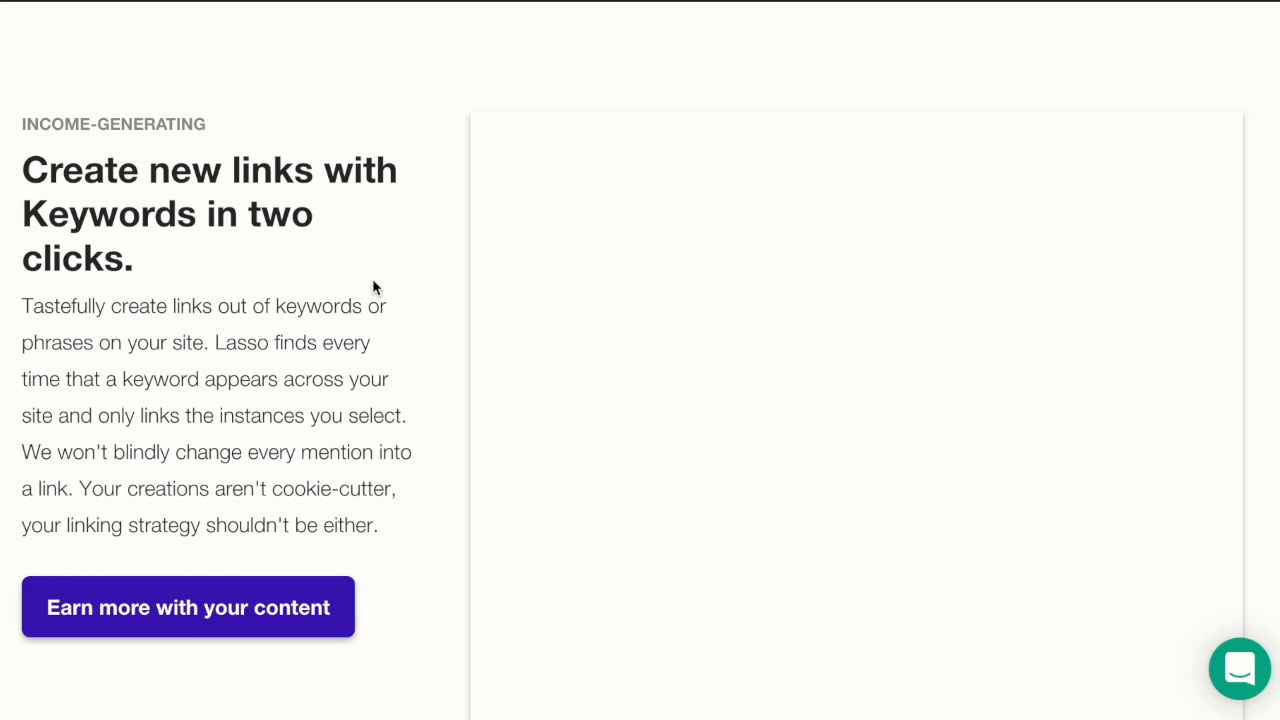 INCOME-GENERATING
Create new links with
Keywords in two
clicks.
Tastefully create links out of keywords or
phrases on your site. Lasso finds every
time that a keyword appears across your
site and only links the instances you select.
We won't blindly change every mention into
a link. Your creations aren't cookie-cutter,
your linking strategy shouldn't be either.
Earn more with your content